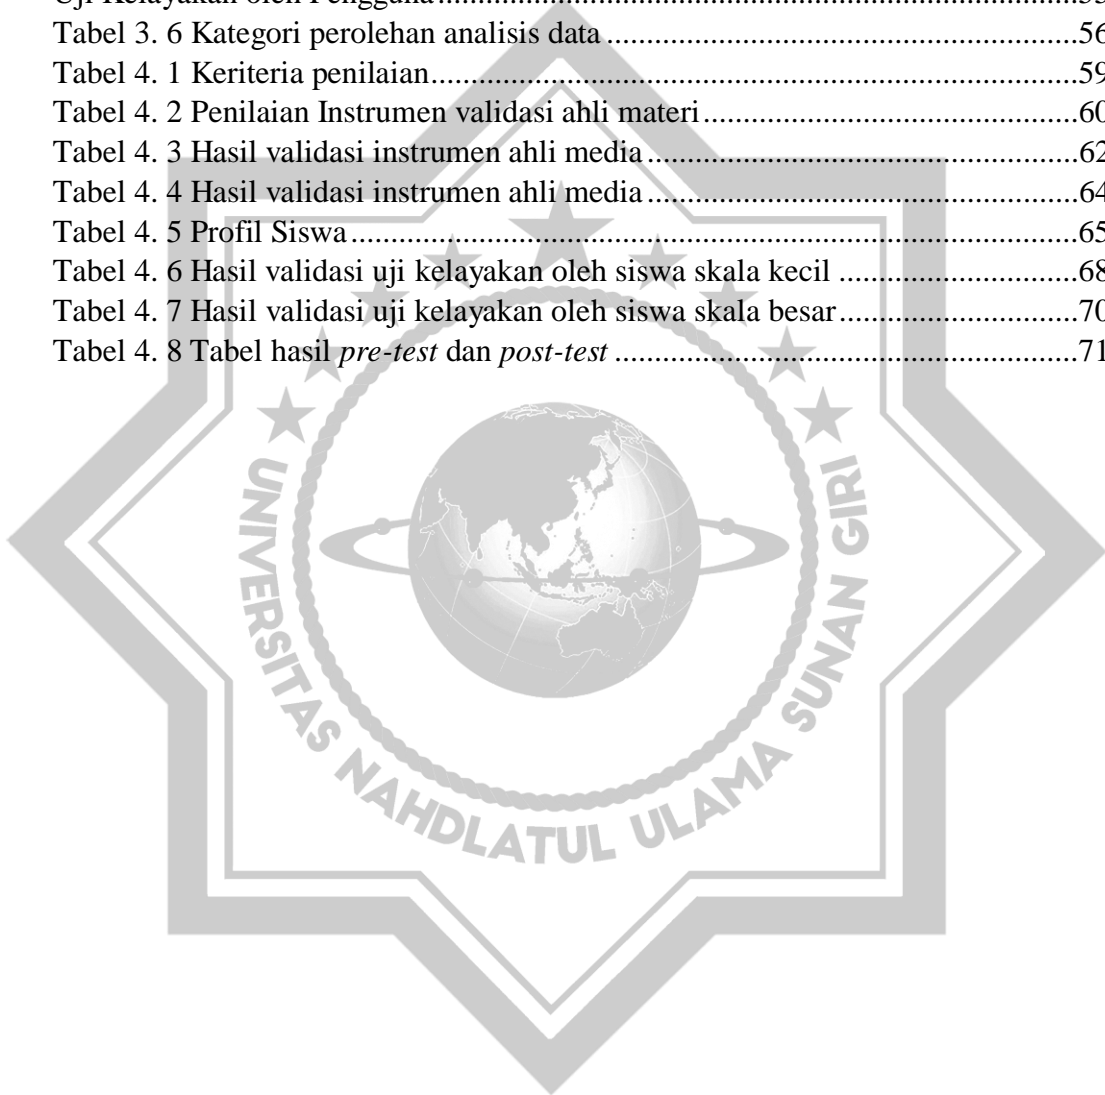 Uji Kelayakan oleh Pengguna
Tabel 3. 6 Kategori perolehan analisis data ........ 56
Tabel 4. 1 Keriteria penilaian ........ 59
Tabel 4. 2 Penilaian Instrumen validasi ahli materi ........ 60
Tabel 4. 3 Hasil validasi instrumen ahli media ........ 62
Tabel 4. 4 Hasil validasi instrumen ahli media ........ 64
Tabel 4. 5 Profil Siswa ........ 65
Tabel 4. 6 Hasil validasi uji kelayakan oleh siswa skala kecil ........ 68
Tabel 4. 7 Hasil validasi uji kelayakan oleh siswa skala besar ........ 70
Tabel 4. 8 Tabel hasil pre-test dan post-test ........ 71
UNIVERSITAS NAHDLATUL ULAMA SUNAN GIRI